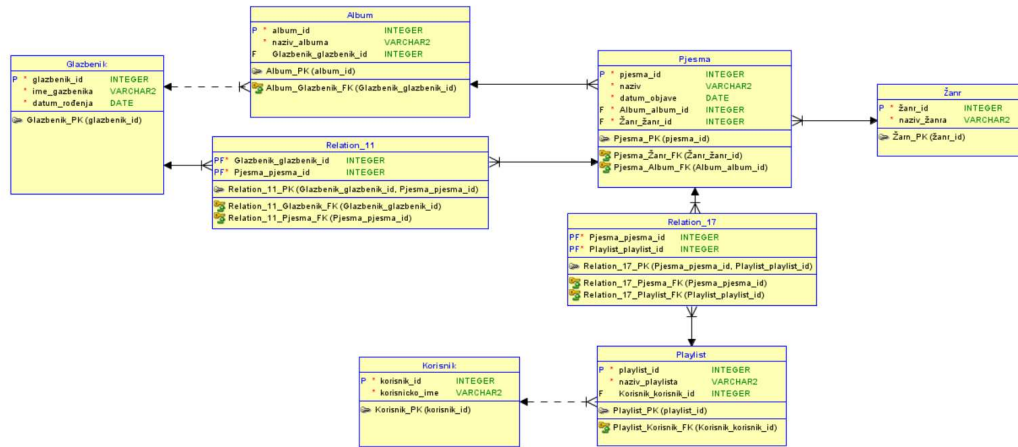 Album
P * album_id INTEGER
* naziv_albuma VARCHAR2
F Glazbenik_glazbenik_id INTEGER
Album_PK (album_id)
Album_Glazbenik_FK (Glazbenik_glazbenik_id)
Glazbenik
P * glazbenik_id INTEGER
* ime_gazbenika VARCHAR2
* datum_rođenja DATE
Glazbenik_PK (glazbenik_id)
Pjesma
P * pjesma_id INTEGER
* naziv VARCHAR2
* datum_objave DATE
F * Album_album_id INTEGER
F * Žanr_žanr_id INTEGER
Pjesma_PK (pjesma_id)
Pjesma_Žanr_FK (Žanr_žanr_id)
Pjesma_Album_FK (Album_album_id)
Žanr
P * žanr_id INTEGER
* naziv_žanra VARCHAR2
Žarn_PK (žanr_id)
Relation_11
PF* Glazbenik_glazbenik_id INTEGER
PF* Pjesma_pjesma_id INTEGER
Relation_11_PK (Glazbenik_glazbenik_id, Pjesma_pjesma_id)
Relation_11_Glazbenik_FK (Glazbenik_glazbenik_id)
Relation_11_Pjesma_FK (Pjesma_pjesma_id)
Relation_17
PF* Pjesma_pjesma_id INTEGER
PF* Playlist_playlist_id INTEGER
Relation_17_PK (Pjesma_pjesma_id, Playlist_playlist_id)
Relation_17_Pjesma_FK (Pjesma_pjesma_id)
Relation_17_Playlist_FK (Playlist_playlist_id)
Korisnik
P * korisnik_id INTEGER
* korisnicko_ime VARCHAR2
Korisnik_PK (korisnik_id)
Playlist
P * playlist_id INTEGER
* naziv_playlista VARCHAR2
F Korisnik_korisnik_id INTEGER
Playlist_PK (playlist_id)
Playlist_Korisnik_FK (Korisnik_korisnik_id)